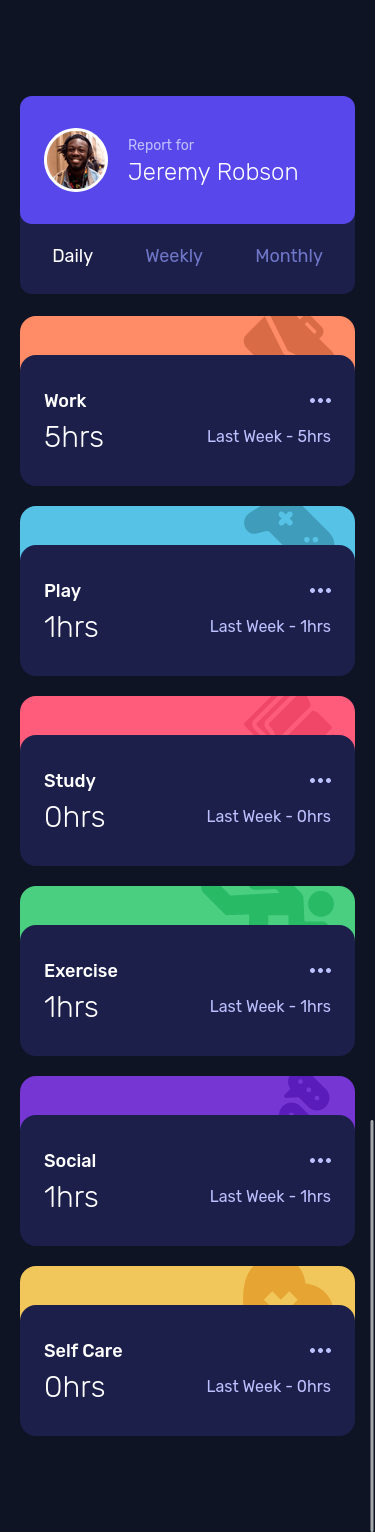 Report for
Jeremy Robson
Daily Weekly Monthly
Work
5hrs Last Week - 5hrs
Play
1hrs Last Week - 1hrs
Study
0hrs Last Week - 0hrs
Exercise
1hrs Last Week - 1hrs
Social
1hrs Last Week - 1hrs
Self Care
0hrs Last Week - 0hrs